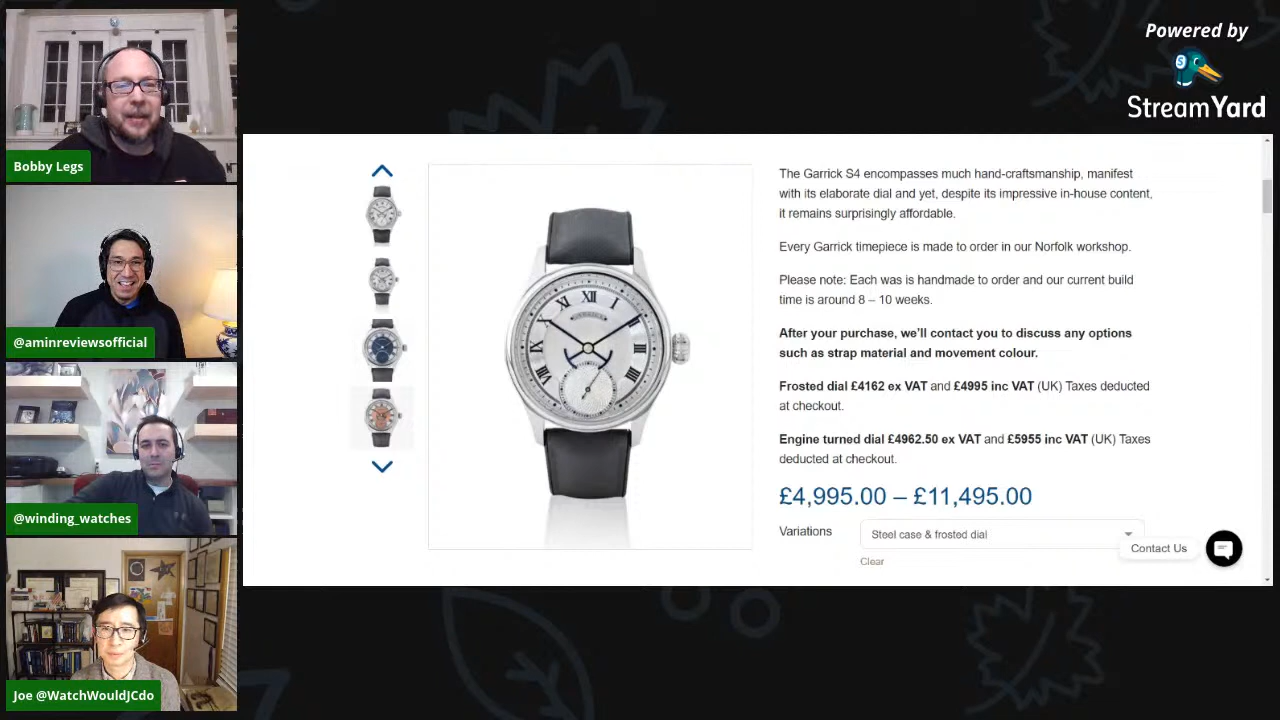 Powered by
StreamYard
Bobby Legs
@aminreviewsofficial
@winding_watches
Joe @WatchWouldJCdo
The Garrick S4 encompasses much hand-craftsmanship, manifest
with its elaborate dial and yet, despite its impressive in-house content,
it remains surprisingly affordable.
Every Garrick timepiece is made to order in our Norfolk workshop.
Please note: Each was is handmade to order and our current build
time is around 8 – 10 weeks.
After your purchase, we'll contact you to discuss any options
such as strap material and movement colour.
Frosted dial £4162 ex VAT and £4995 inc VAT (UK) Taxes deducted
at checkout.
Engine turned dial £4962.50 ex VAT and £5955 inc VAT (UK) Taxes
deducted at checkout.
£4,995.00 – £11,495.00
Variations
Steel case & frosted dial
Clear
Contact Us
XII
I
III